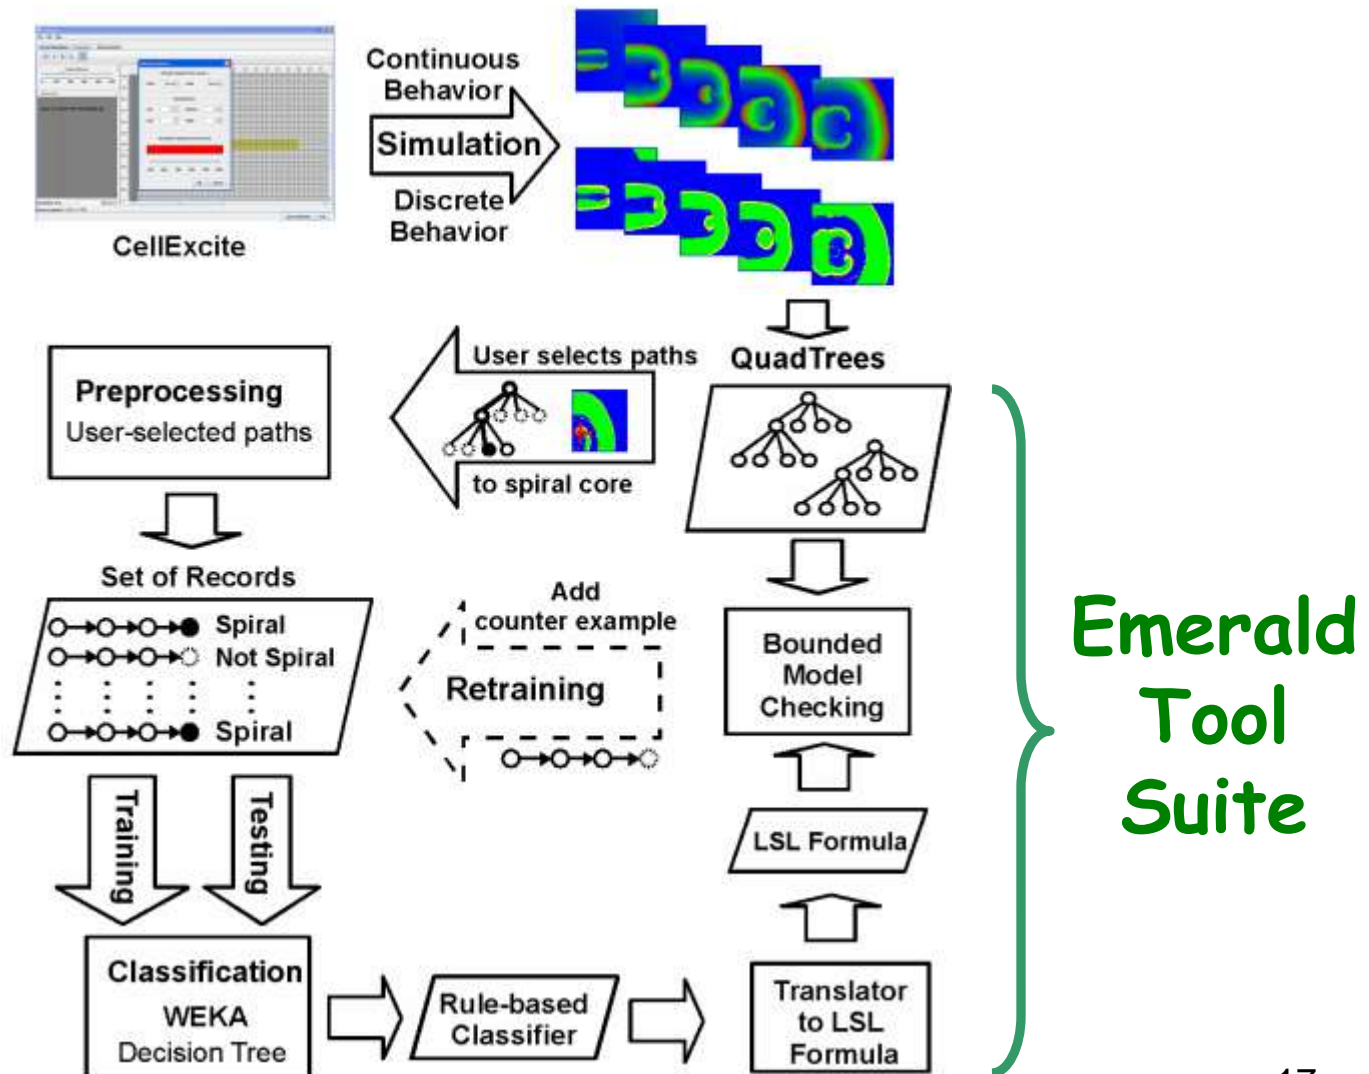 Continuous
Behavior
Simulation
Discrete
Behavior
CellExcite
QuadTrees
User selects paths
to spiral core
Preprocessing
User-selected paths
Set of Records
Spiral
Not Spiral
Spiral
Add
counter example
Retraining
Bounded
Model
Checking
Training
Testing
LSL Formula
Classification
WEKA
Decision Tree
Rule-based
Classifier
Translator
to LSL
Formula
Emerald
Tool
Suite